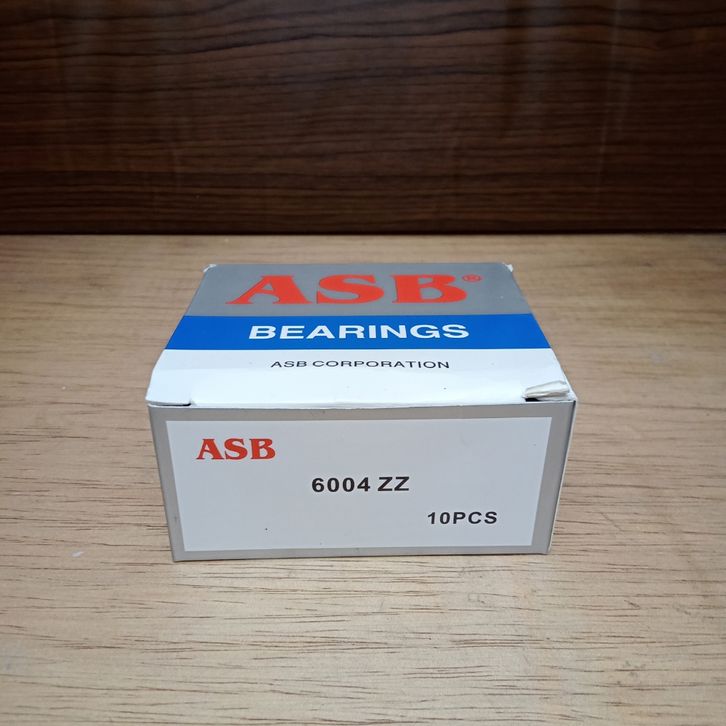 ASB®
BEARINGS
ASB CORPORATION
ASB
6004 ZZ
10PCS